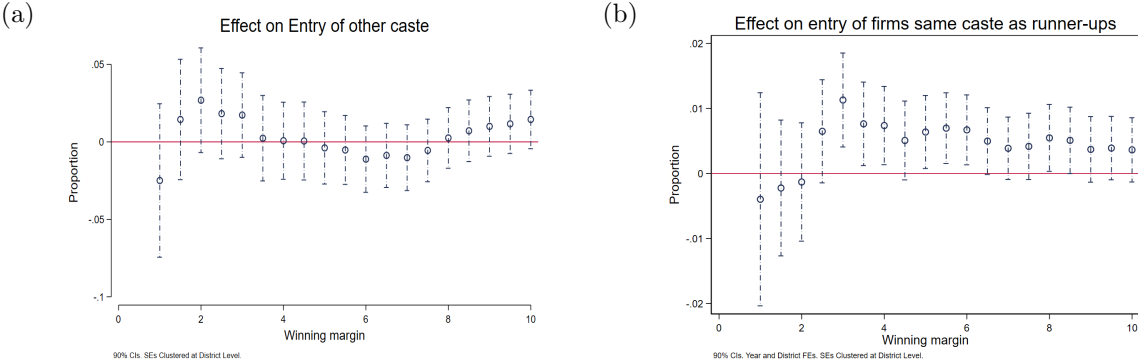 (a)
Effect on Entry of other caste
.05
0
-.05
-.1
Proportion
0 2 4 6 8 10
Winning margin
90% CIs. SEs Clustered at District Level.
(b)
Effect on entry of firms same caste as runner-ups
.02
.01
0
-.01
-.02
Proportion
0 2 4 6 8 10
Winning margin
90% CIs. Year and District FEs. SEs Clustered at District Level.